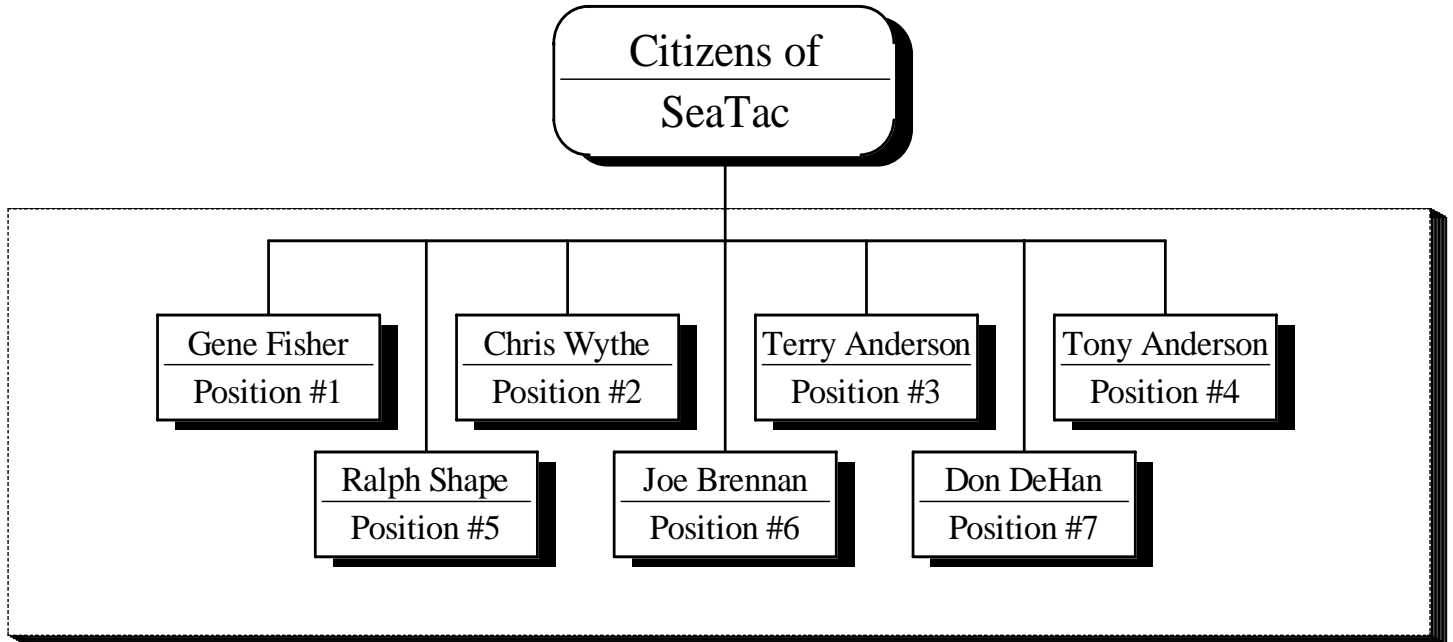 Citizens of
SeaTac
Gene Fisher
Position #1
Chris Wythe
Position #2
Terry Anderson
Position #3
Tony Anderson
Position #4
Ralph Shape
Position #5
Joe Brennan
Position #6
Don DeHan
Position #7